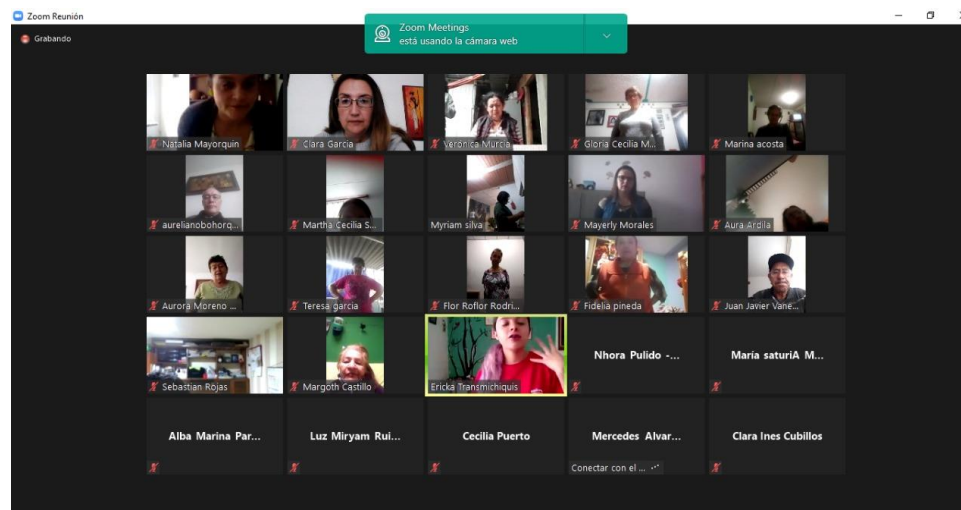 Zoom Reunión
Grabando
Zoom Meetings
está usando la cámara web
Natalia Mayorquin
Clara Garcia
Verónica Murcia
Gloria Cecilia M...
Marina acosta
aurelianobohorq...
Martha Cecilia S...
Myriam silva
Mayerly Morales
Aura Ardila
Aurora Moreno ...
Teresa garcia
Flor Roflor Rodri...
Fidelia pineda
Juan Javier Vane...
Sebastian Rojas
Margoth Castillo
Ericka Transmichiquis
Nhora Pulido -...
Maria saturiA M...
Alba Marina Par...
Luz Miryam Rui...
Cecilia Puerto
Mercedes Alvar...
Clara Ines Cubillos
Conectar con el ...